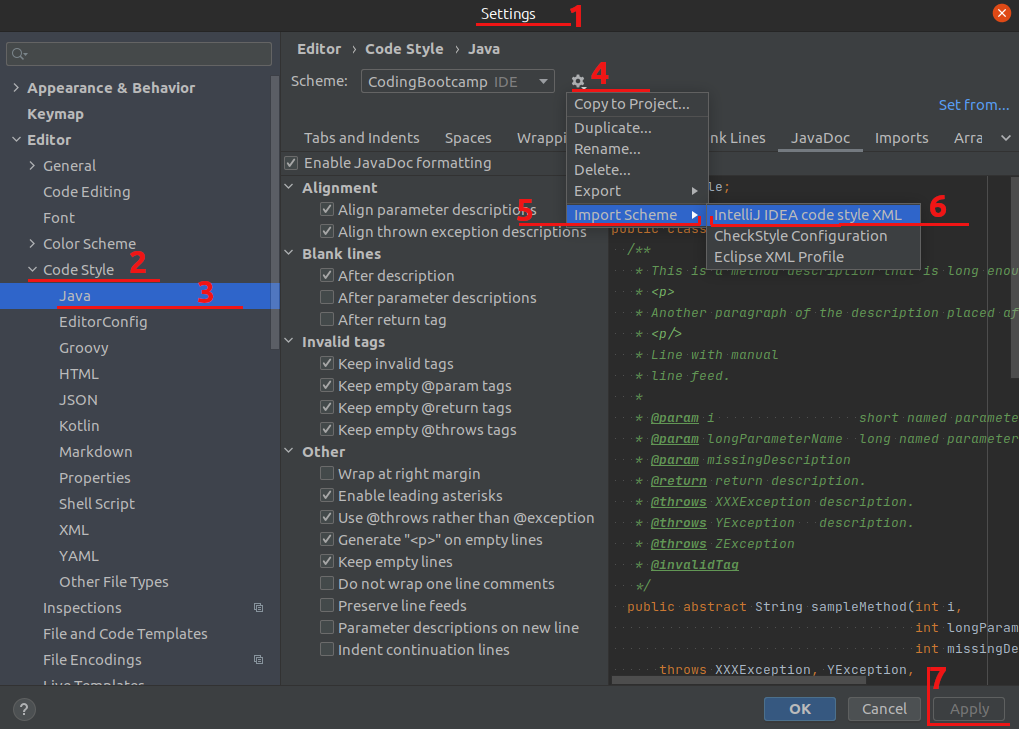 Settings 1
Editor › Code Style › Java
Scheme: CodingBootcamp IDE 4
Set from...
Copy to Project...
Duplicate...
Rename...
Delete...
Export
Import Scheme
5
IntelliJ IDEA code style XML 6
CheckStyle Configuration
Eclipse XML Profile
Appearance & Behavior
Keymap
Editor
General
Code Editing
Font
Color Scheme
Code Style 2
Java 3
EditorConfig
Groovy
HTML
JSON
Kotlin
Markdown
Properties
Shell Script
XML
YAML
Other File Types
Inspections
File and Code Templates
File Encodings
Live Templates
Tabs and Indents Spaces Wrappi nk Lines JavaDoc Imports Arra
Enable JavaDoc formatting
Alignment
Align parameter descriptions
Align thrown exception descriptions
Blank lines
After description
After parameter descriptions
After return tag
Invalid tags
Keep invalid tags
Keep empty @param tags
Keep empty @return tags
Keep empty @throws tags
Other
Wrap at right margin
Enable leading asterisks
Use @throws rather than @exception
Generate "<p>" on empty lines
Keep empty lines
Do not wrap one line comments
Preserve line feeds
Parameter descriptions on new line
Indent continuation lines
le;
public class
/**
* This is a method description that is long enou
* <p>
* Another paragraph of the description placed af
* <p/>
* Line with manual
* line feed.
*
* @param i short named paramete
* @param longParameterName long named parameter
* @param missingDescription
* @return return description.
* @throws XXXException description.
* @throws YException description.
* @throws ZException
* @invalidTag
*/
public abstract String sampleMethod(int i,
int longParam
int missingDe
throws XXXException, YException,
7
? OK Cancel Apply